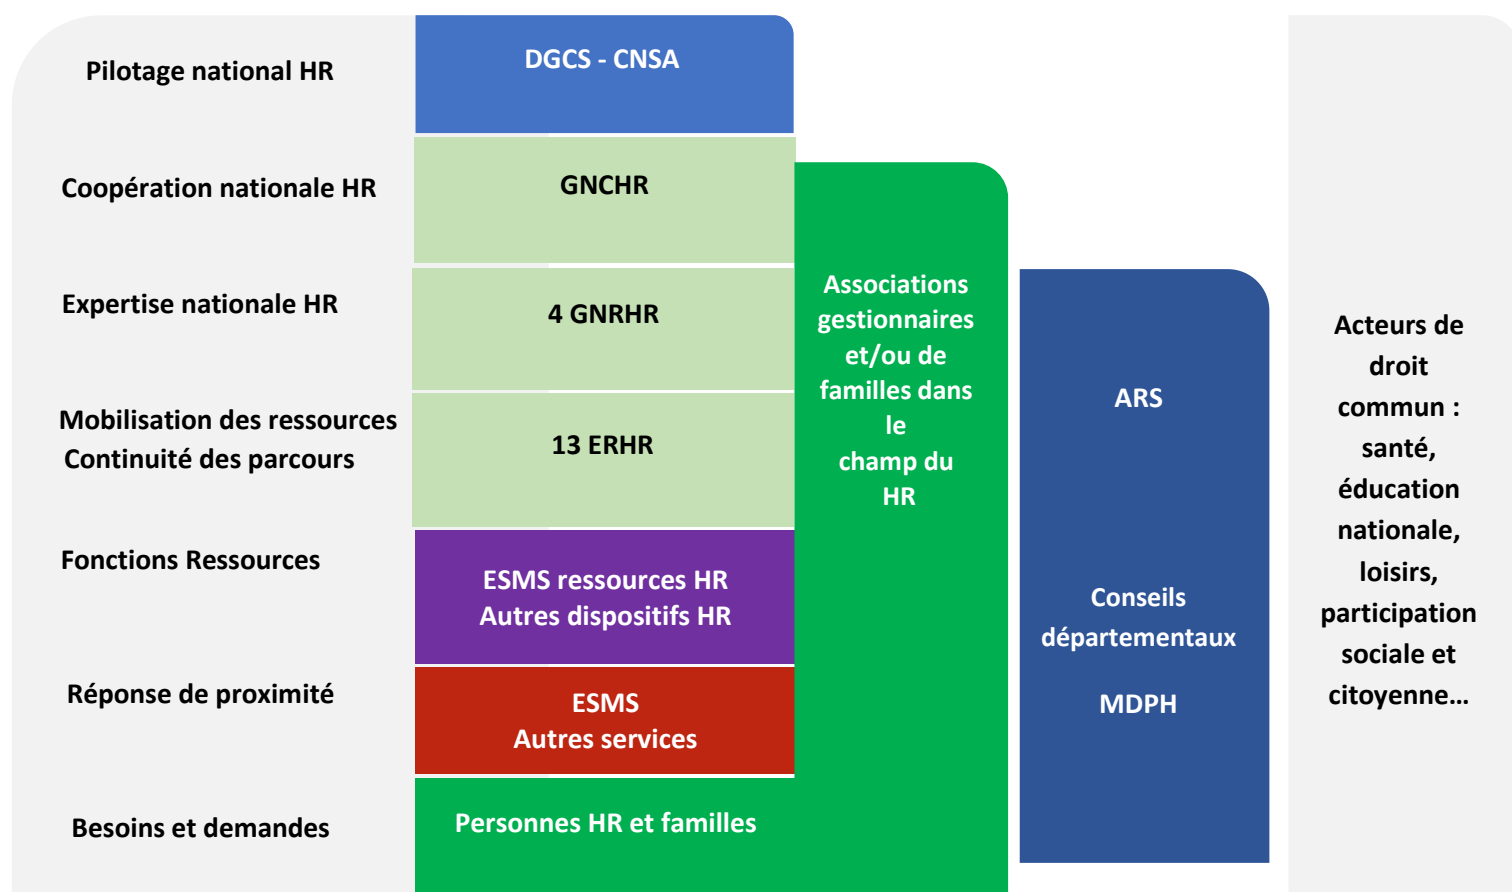 Pilotage national HR
DGCS - CNSA
Coopération nationale HR
GNCHR
Expertise nationale HR
4 GNRHR
Mobilisation des ressources
Continuité des parcours
13 ERHR
Fonctions Ressources
ESMS ressources HR
Autres dispositifs HR
Réponse de proximité
ESMS
Autres services
Besoins et demandes
Personnes HR et familles
Associations
gestionnaires
et/ou de
familles dans
le
champ du
HR
ARS
Conseils
départementaux
MDPH
Acteurs de
droit
commun :
santé,
éducation
nationale,
loisirs,
participation
sociale et
citoyenne…